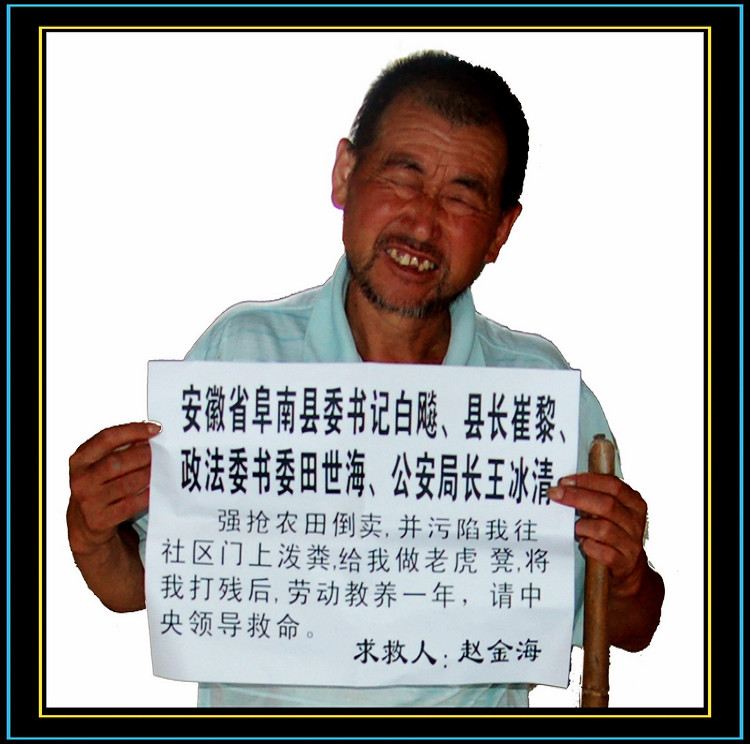 安徽省阜南县委书记白飚、县长崔黎、
政法委书委田世海、公安局长王冰清
强抢农田倒卖,并污陷我往
社区门上泼粪,给我做老虎 凳,将
我打残后,劳动教养一年，请中
央领导救命。
求救人：赵金海